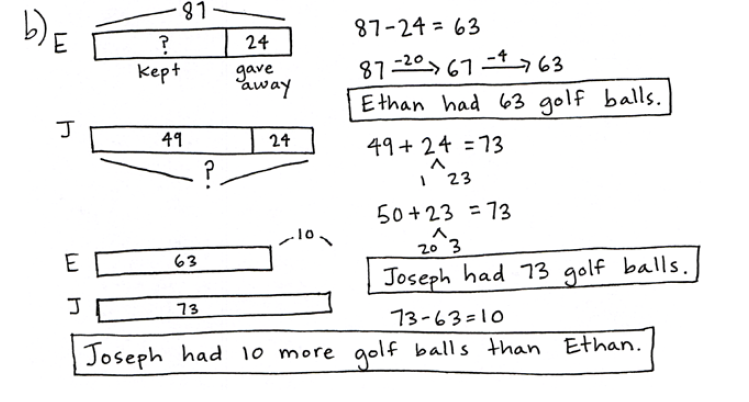 b)
87
E ? 24
kept gave away
87-24 = 63
87 -20→ 67 -4→ 63
Ethan had 63 golf balls.
J 49 24
?
49 + 24 = 73
1 23
50 + 23 = 73
20 3
Joseph had 73 golf balls.
10
E 63
J 73
73-63=10
Joseph had 10 more golf balls than Ethan.